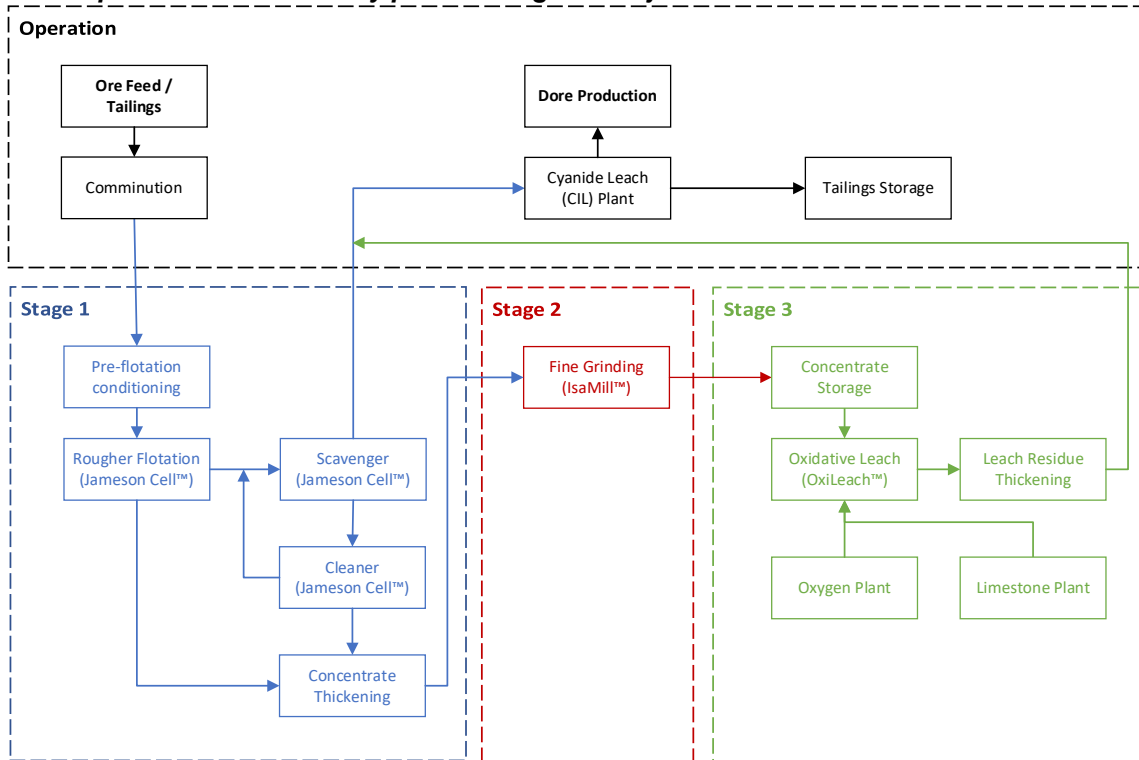 Operation
Ore Feed /
Tailings
Dore Production
Comminution
Cyanide Leach
(CIL) Plant
Tailings Storage
Stage 1
Stage 2
Stage 3
Pre-flotation
conditioning
Fine Grinding
(IsaMill™)
Concentrate
Storage
Rougher Flotation
(Jameson Cell™)
Scavenger
(Jameson Cell™)
Oxidative Leach
(OxiLeach™)
Leach Residue
Thickening
Cleaner
(Jameson Cell™)
Oxygen Plant
Limestone Plant
Concentrate
Thickening